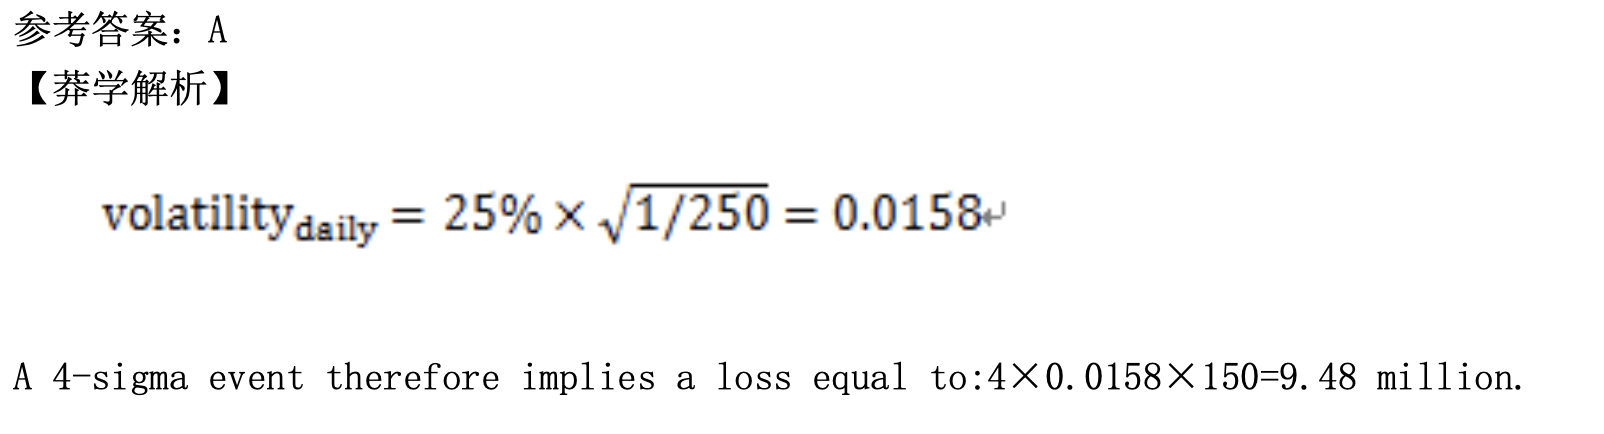 参考答案：A
【莽学解析】
volatility_daily = 25% × √1/250 = 0.0158↵
A 4-sigma event therefore implies a loss equal to:4×0.0158×150=9.48 million.